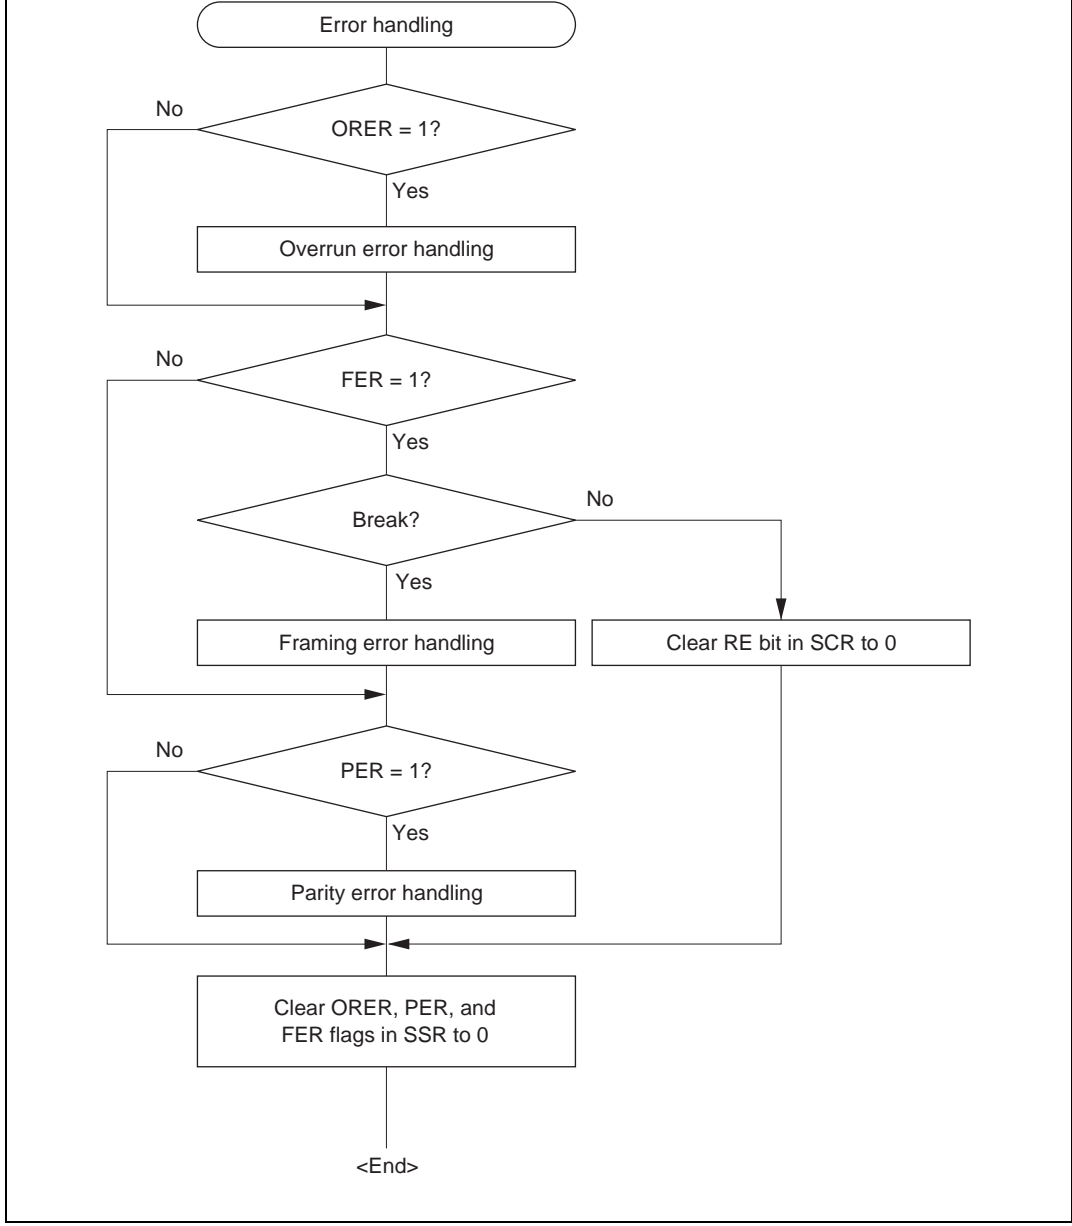 Error handling
No
ORER = 1?
Yes
Overrun error handling
No
FER = 1?
Yes
No
Break?
Yes
Framing error handling
Clear RE bit in SCR to 0
No
PER = 1?
Yes
Parity error handling
Clear ORER, PER, and
FER flags in SSR to 0
<End>